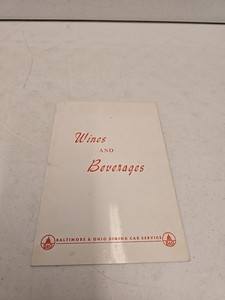 Wines
AND
Beverages
BALTIMORE & OHIO DINING CAR SERVICE